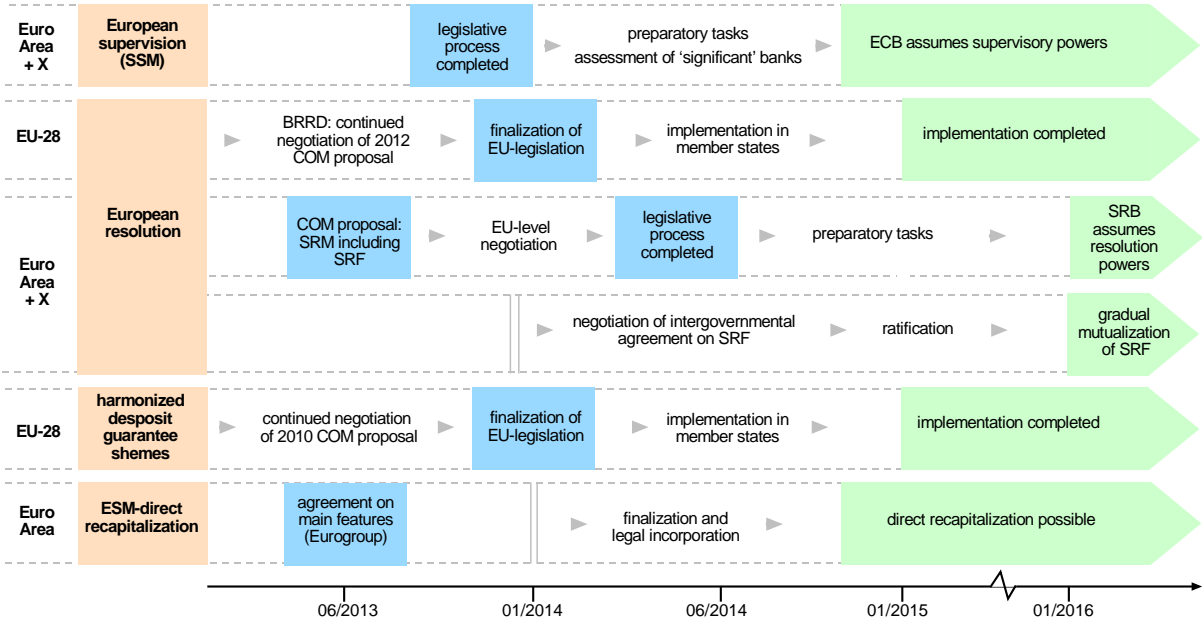 Euro
Area
+ X
European
supervision
(SSM)
legislative
process
completed
preparatory tasks
assessment of ‘significant’ banks
ECB assumes supervisory powers
EU-28
BRRD: continued
negotiation of 2012
COM proposal
finalization of
EU-legislation
implementation in
member states
implementation completed
European
resolution
Euro
Area
+ X
COM proposal:
SRM including
SRF
EU-level
negotiation
legislative
process
completed
preparatory tasks
SRB
assumes
resolution
powers
negotiation of intergovernmental
agreement on SRF
ratification
gradual
mutualization
of SRF
EU-28
harmonized
desposit
guarantee
shemes
continued negotiation
of 2010 COM proposal
finalization of
EU-legislation
implementation in
member states
implementation completed
Euro
Area
ESM-direct
recapitalization
agreement on
main features
(Eurogroup)
finalization and
legal incorporation
direct recapitalization possible
06/2013
01/2014
06/2014
01/2015
01/2016